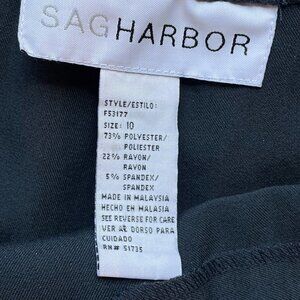 SAGHARBOR
STYLE/ESTILO:
F53177
SIZE: 10
73% POLYESTER/
POLIESTER
22% RAYON/
RAYON
5% SPANDEX/
SPANDEX
MADE IN MALAYSIA
HECHO EN MALASIA
SEE REVERSE FOR CARE
VER AL DORSO PARA
CUIDADO
RN# 51735